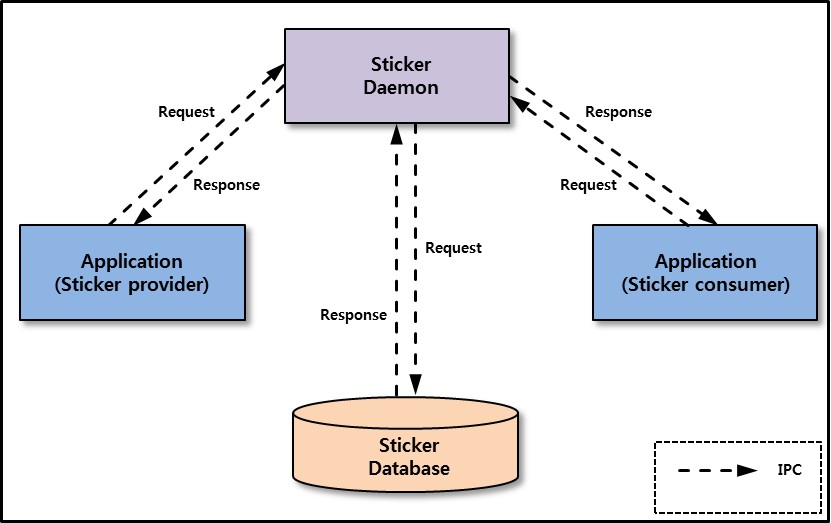 Sticker
Daemon
Request
Response
Response
Request
Application
(Sticker provider)
Request
Response
Application
(Sticker consumer)
Sticker
Database
IPC